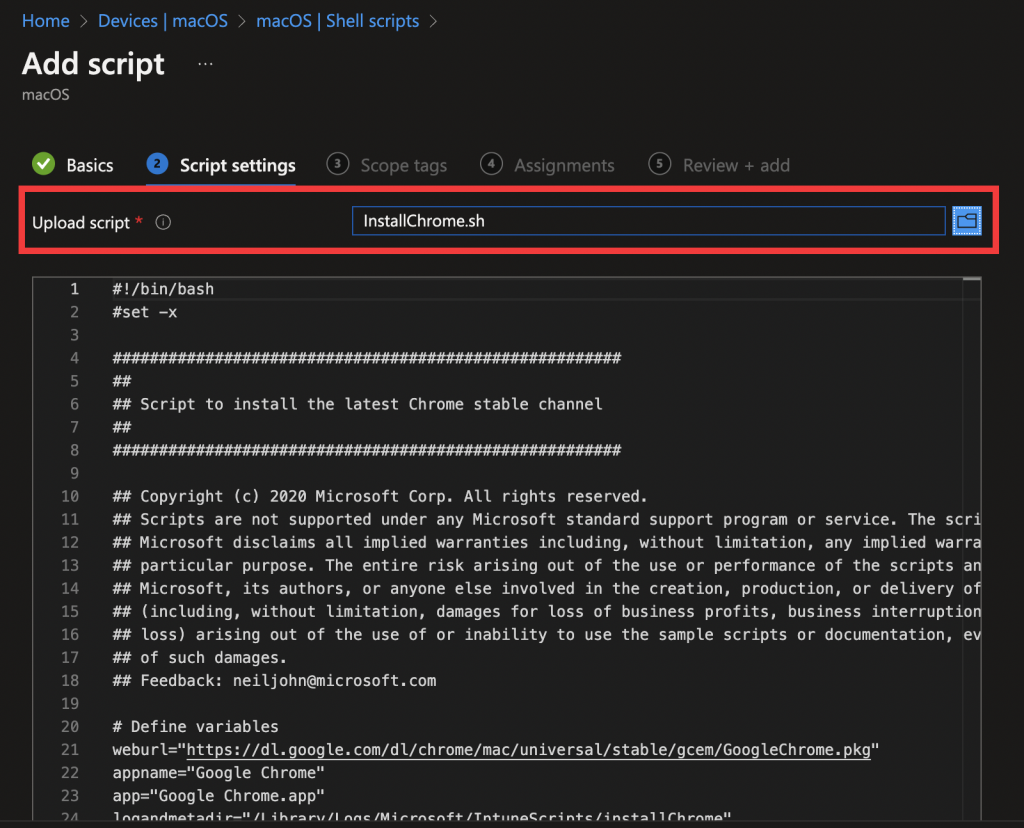 Home > Devices | macOS > macOS | Shell scripts >
Add script ...
macOS
Basics 2 Script settings 3 Scope tags 4 Assignments 5 Review + add
Upload script * InstallChrome.sh
1 #!/bin/bash
2 #set -x
3
4 #######################################################
5 ##
6 ## Script to install the latest Chrome stable channel
7 ##
8 #######################################################
9
10 ## Copyright (c) 2020 Microsoft Corp. All rights reserved.
11 ## Scripts are not supported under any Microsoft standard support program or service. The scri
12 ## Microsoft disclaims all implied warranties including, without limitation, any implied warra
13 ## particular purpose. The entire risk arising out of the use or performance of the scripts an
14 ## Microsoft, its authors, or anyone else involved in the creation, production, or delivery of
15 ## (including, without limitation, damages for loss of business profits, business interruption
16 ## loss) arising out of the use of or inability to use the sample scripts or documentation, ev
17 ## of such damages.
18 ## Feedback: neiljohn@microsoft.com
19
20 # Define variables
21 weburl="https://dl.google.com/dl/chrome/mac/universal/stable/gcem/GoogleChrome.pkg"
22 appname="Google Chrome"
23 app="Google Chrome.app"
24 logandmetadir="/Library/Logs/Microsoft/IntuneScripts/installChrome"